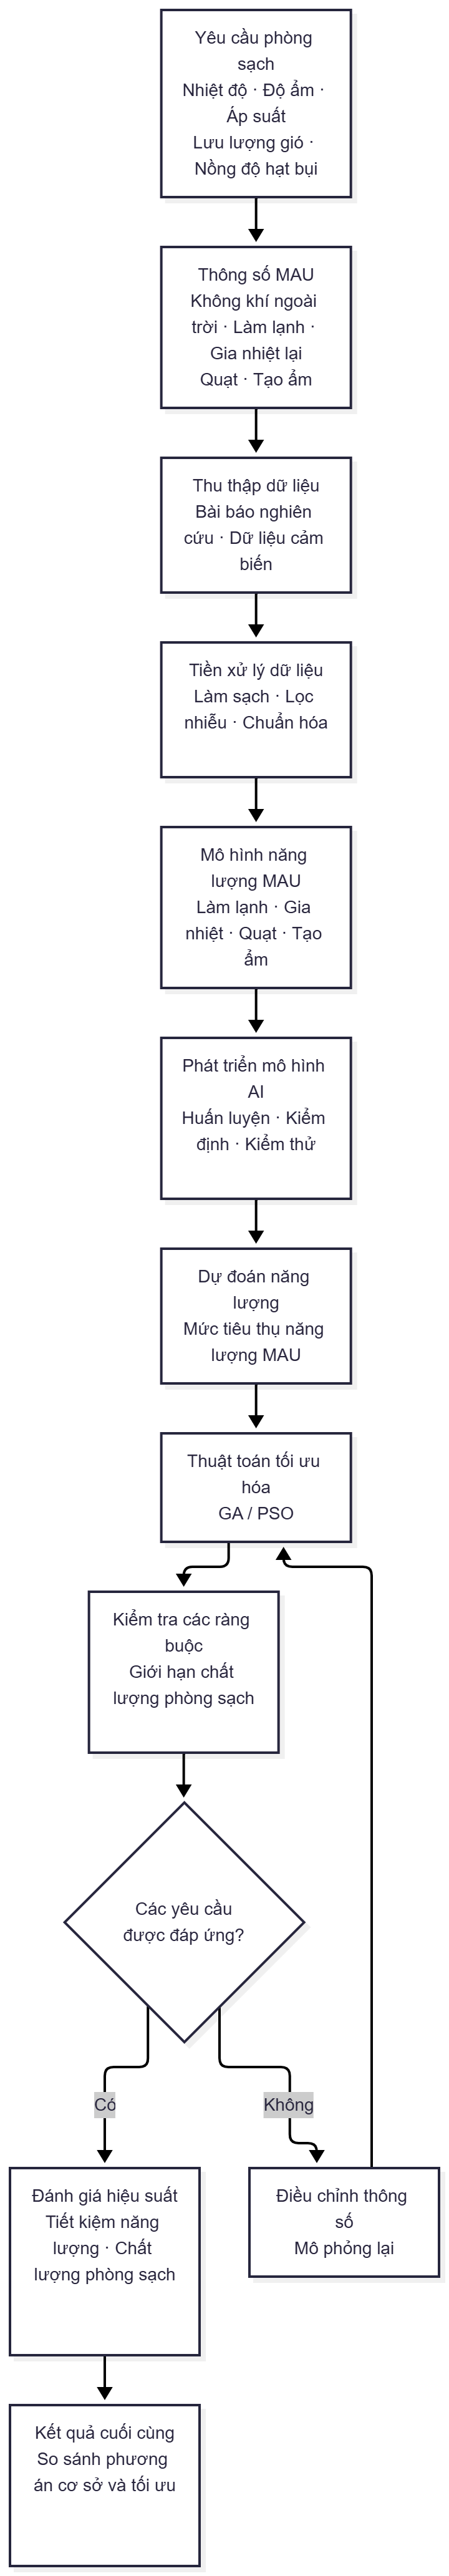 Yêu cầu phòng
sạch
Nhiệt độ · Độ ẩm ·
Áp suất
Lưu lượng gió ·
Nồng độ hạt bụi
Thông số MAU
Không khí ngoài
trời · Làm lạnh ·
Gia nhiệt lại
Quạt · Tạo ẩm
Thu thập dữ liệu
Bài báo nghiên
cứu · Dữ liệu cảm
biến
Tiền xử lý dữ liệu
Làm sạch · Lọc
nhiễu · Chuẩn hóa
Mô hình năng
lượng MAU
Làm lạnh · Gia
nhiệt · Quạt · Tạo
ẩm
Phát triển mô hình
AI
Huấn luyện · Kiểm
định · Kiểm thử
Dự đoán năng
lượng
Mức tiêu thụ năng
lượng MAU
Thuật toán tối ưu
hóa
GA / PSO
Kiểm tra các ràng
buộc
Giới hạn chất
lượng phòng sạch
Các yêu cầu
được đáp ứng?
Có
Không
Đánh giá hiệu suất
Tiết kiệm năng
lượng · Chất
lượng phòng sạch
Điều chỉnh thông
số
Mô phỏng lại
Kết quả cuối cùng
So sánh phương
án cơ sở và tối ưu